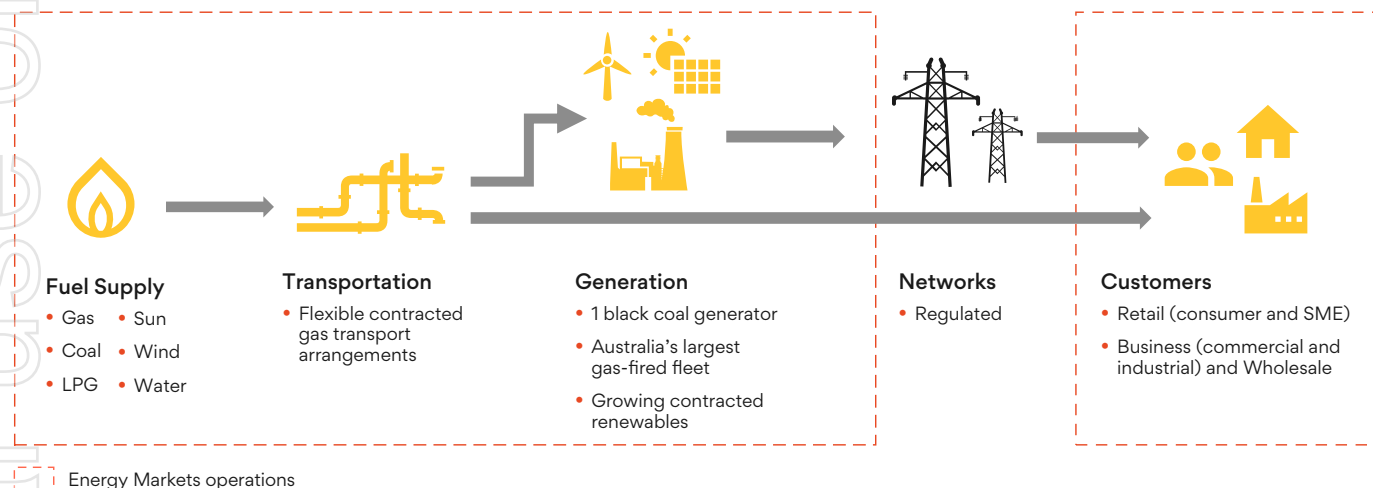 Fuel Supply
• Gas
• Coal
• LPG
• Sun
• Wind
• Water
Transportation
• Flexible contracted
gas transport
arrangements
Generation
• 1 black coal generator
• Australia's largest
gas-fired fleet
• Growing contracted
renewables
Networks
• Regulated
Customers
• Retail (consumer and SME)
• Business (commercial and
industrial) and Wholesale
Energy Markets operations